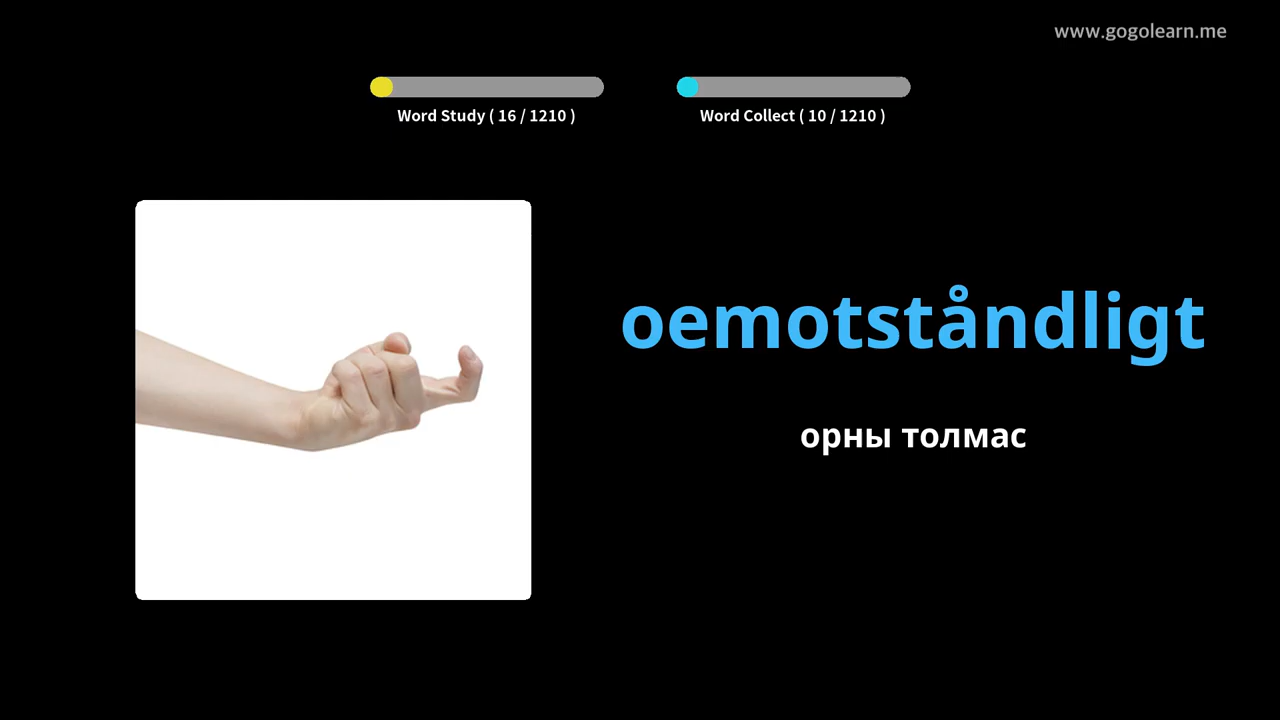 www.gogolearn.me
Word Study ( 16 / 1210 )
Word Collect ( 10 / 1210 )
oemotståndligt
орны толмас